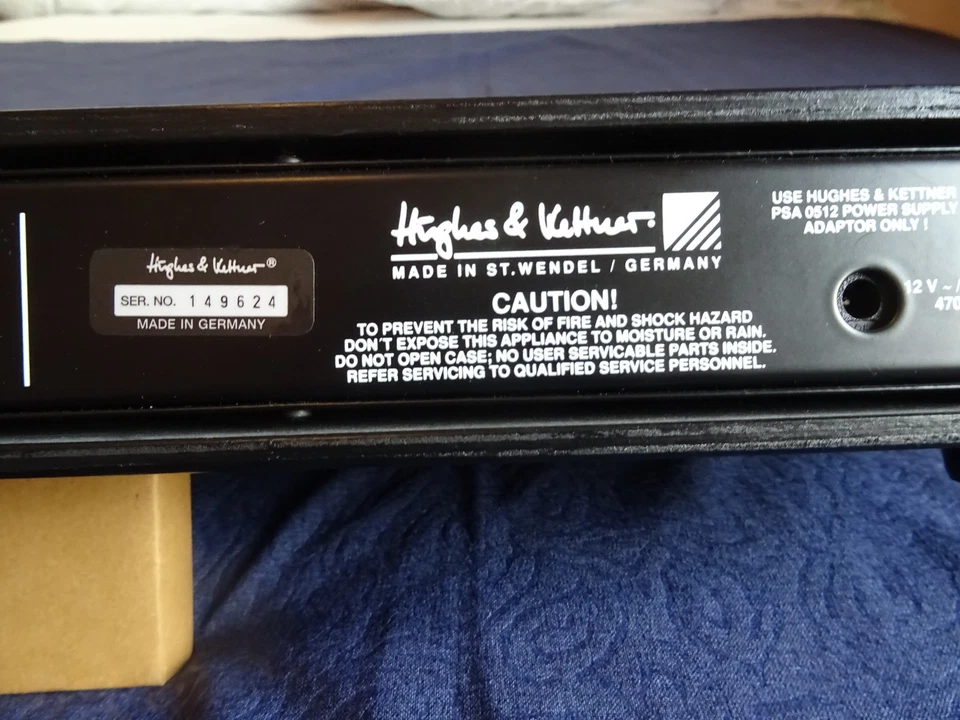 Hughes & Kettner®
SER. NO. 149624
MADE IN GERMANY
Hughes & Kettner.
MADE IN ST.WENDEL / GERMANY
CAUTION!
TO PREVENT THE RISK OF FIRE AND SHOCK HAZARD
DON'T EXPOSE THIS APPLIANCE TO MOISTURE OR RAIN.
DO NOT OPEN CASE; NO USER SERVICABLE PARTS INSIDE.
REFER SERVICING TO QUALIFIED SERVICE PERSONNEL.
USE HUGHES & KETTNER
PSA 0512 POWER SUPPLY
ADAPTOR ONLY !
12 V ~ /
470